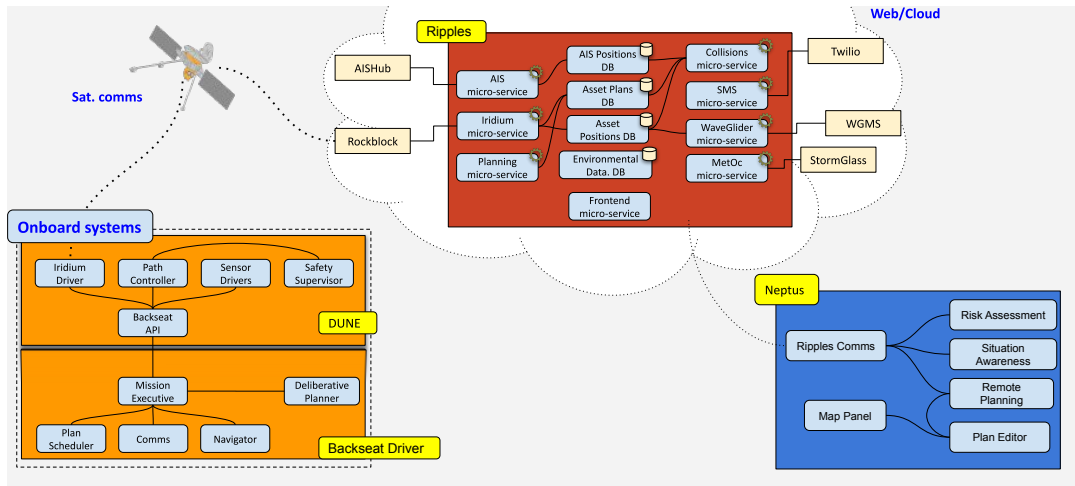 Web/Cloud
Ripples
AISHub
Rockblock
AIS
micro-service
Iridium
micro-service
Planning
micro-service
AIS Positions
DB
Asset Plans
DB
Asset
Positions DB
Environmental
Data. DB
Frontend
micro-service
Collisions
micro-service
SMS
micro-service
WaveGlider
micro-service
MetOc
micro-service
Twilio
WGMS
StormGlass
Sat. comms
Onboard systems
Iridium
Driver
Path
Controller
Sensor
Drivers
Safety
Supervisor
Backseat
API
DUNE
Mission
Executive
Deliberative
Planner
Plan
Scheduler
Comms
Navigator
Backseat Driver
Neptus
Ripples Comms
Map Panel
Risk Assessment
Situation
Awareness
Remote
Planning
Plan Editor